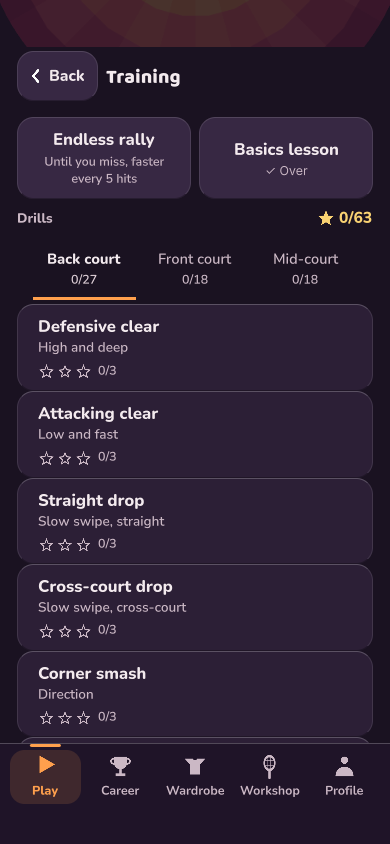 Back
Training
Endless rally
Until you miss, faster
every 5 hits
Basics lesson
✓ Over
Drills
0/63
Back court
0/27
Front court
0/18
Mid-court
0/18
Defensive clear
High and deep
0/3
Attacking clear
Low and fast
0/3
Straight drop
Slow swipe, straight
0/3
Cross-court drop
Slow swipe, cross-court
0/3
Corner smash
Direction
0/3
Play
Career
Wardrobe
Workshop
Profile